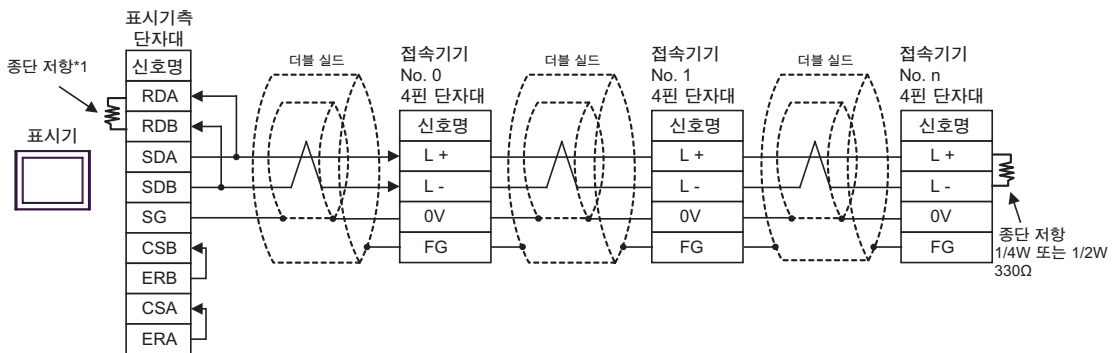 표시기측
단자대
종단 저항*1
신호명
RDA
RDB
SDA
SDB
SG
CSB
ERB
CSA
ERA
표시기
더블 실드
접속기기
No. 0
4핀 단자대
신호명
L +
L -
0V
FG
더블 실드
접속기기
No. 1
4핀 단자대
신호명
L +
L -
0V
FG
더블 실드
접속기기
No. n
4핀 단자대
신호명
L +
L -
0V
FG
종단 저항
1/4W 또는 1/2W
330Ω